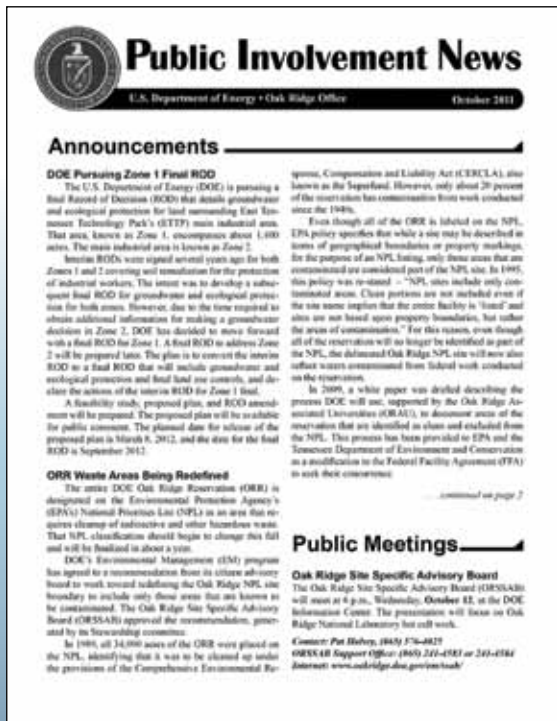 Public Involvement News
U.S. Department of Energy • Oak Ridge Office October 2011
Announcements
DOE Pursuing Zone 1 Final ROD
The U.S. Department of Energy (DOE) is pursuing a
final Record of Decision (ROD) that details groundwater
and ecological protection for land surrounding East Ten-
nessee Technology Park's (ETTP) main industrial area.
That area, known as Zone 1, encompasses about 1,400
acres. The main industrial area is known as Zone 2.
Interim RODs were signed several years ago for both
Zones 1 and 2 covering soil remediation for the protection
of industrial workers. The intent was to develop a subse-
quent final ROD for groundwater and ecological protec-
tion for both zones. However, due to the time required to
obtain additional information for making a groundwater
decision in Zone 2, DOE has decided to move forward
with a final ROD for Zone 1. A final ROD to address Zone
2 will be prepared later. The plan is to convert the interim
ROD to a final ROD that will include groundwater and
ecological protection and final land use controls, and de-
clare the actions of the interim ROD for Zone 1 final.
A feasibility study, proposed plan, and ROD amend-
ment will be prepared. The proposed plan will be available
for public comment. The planned date for release of the
proposed plan is March 8, 2012, and the date for the final
ROD is September 2012.
ORR Waste Areas Being Redefined
The entire DOE Oak Ridge Reservation (ORR) is
designated on the Environmental Protection Agency's
(EPA's) National Priorities List (NPL) as an area that re-
quires cleanup of radioactive and other hazardous waste.
That NPL classification should begin to change this fall
and will be finalized in about a year.
DOE's Environmental Management (EM) program
has agreed to a recommendation from its citizen advisory
board to work toward redefining the Oak Ridge NPL site
boundary to include only those areas that are known to
be contaminated. The Oak Ridge Site Specific Advisory
Board (ORSSAB) approved the recommendation, gener-
ated by its Stewardship committee.
In 1989, all 34,000 acres of the ORR were placed on
the NPL, identifying that it was to be cleaned up under
the provisions of the Comprehensive Environmental Re-
sponse, Compensation and Liability Act (CERCLA), also
known as the Superfund. However, only about 20 percent
of the reservation has contamination from work conducted
since the 1940s.
Even though all of the ORR is labeled on the NPL,
EPA policy specifies that while a site may be described in
terms of geographical boundaries or property markings,
for the purpose of an NPL listing, only those areas that are
contaminated are considered part of the NPL site. In 1995,
this policy was re-stated – "NPL sites include only con-
taminated areas. Clean portions are not included even if
the site name implies that the entire facility is 'listed' and
sites are not based upon property boundaries, but rather
the areas of contamination." For this reason, even though
all of the reservation will no longer be identified as part of
the NPL, the delineated Oak Ridge NPL site will now also
reflect waters contaminated from federal work conducted
on the reservation.
In 2009, a white paper was drafted describing the
process DOE will use, supported by the Oak Ridge As-
sociated Universities (ORAU), to document areas of the
reservation that are identified as clean and excluded from
the NPL. This process has been provided to EPA and the
Tennessee Department of Environment and Conservation
as a modification to the Federal Facility Agreement (FFA)
to seek their concurrence.
...continued on page 2
Public Meetings
Oak Ridge Site Specific Advisory Board
The Oak Ridge Site Specific Advisory Board (ORSSAB)
will meet at 6 p.m., Wednesday, October 12, at the DOE
Information Center. The presentation will focus on Oak
Ridge National Laboratory hot cell work.
Contact: Pat Halsey, (865) 576-4025
ORSSAB Support Office: (865) 241-4583 or 241-4584
Internet: www.oakridge.doe.gov/em/ssab/